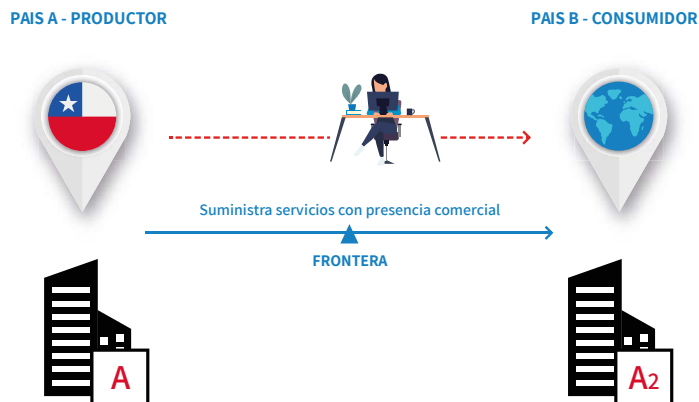 PAIS A - PRODUCTOR
PAIS B - CONSUMIDOR
Suministra servicios con presencia comercial
FRONTERA
A
A2